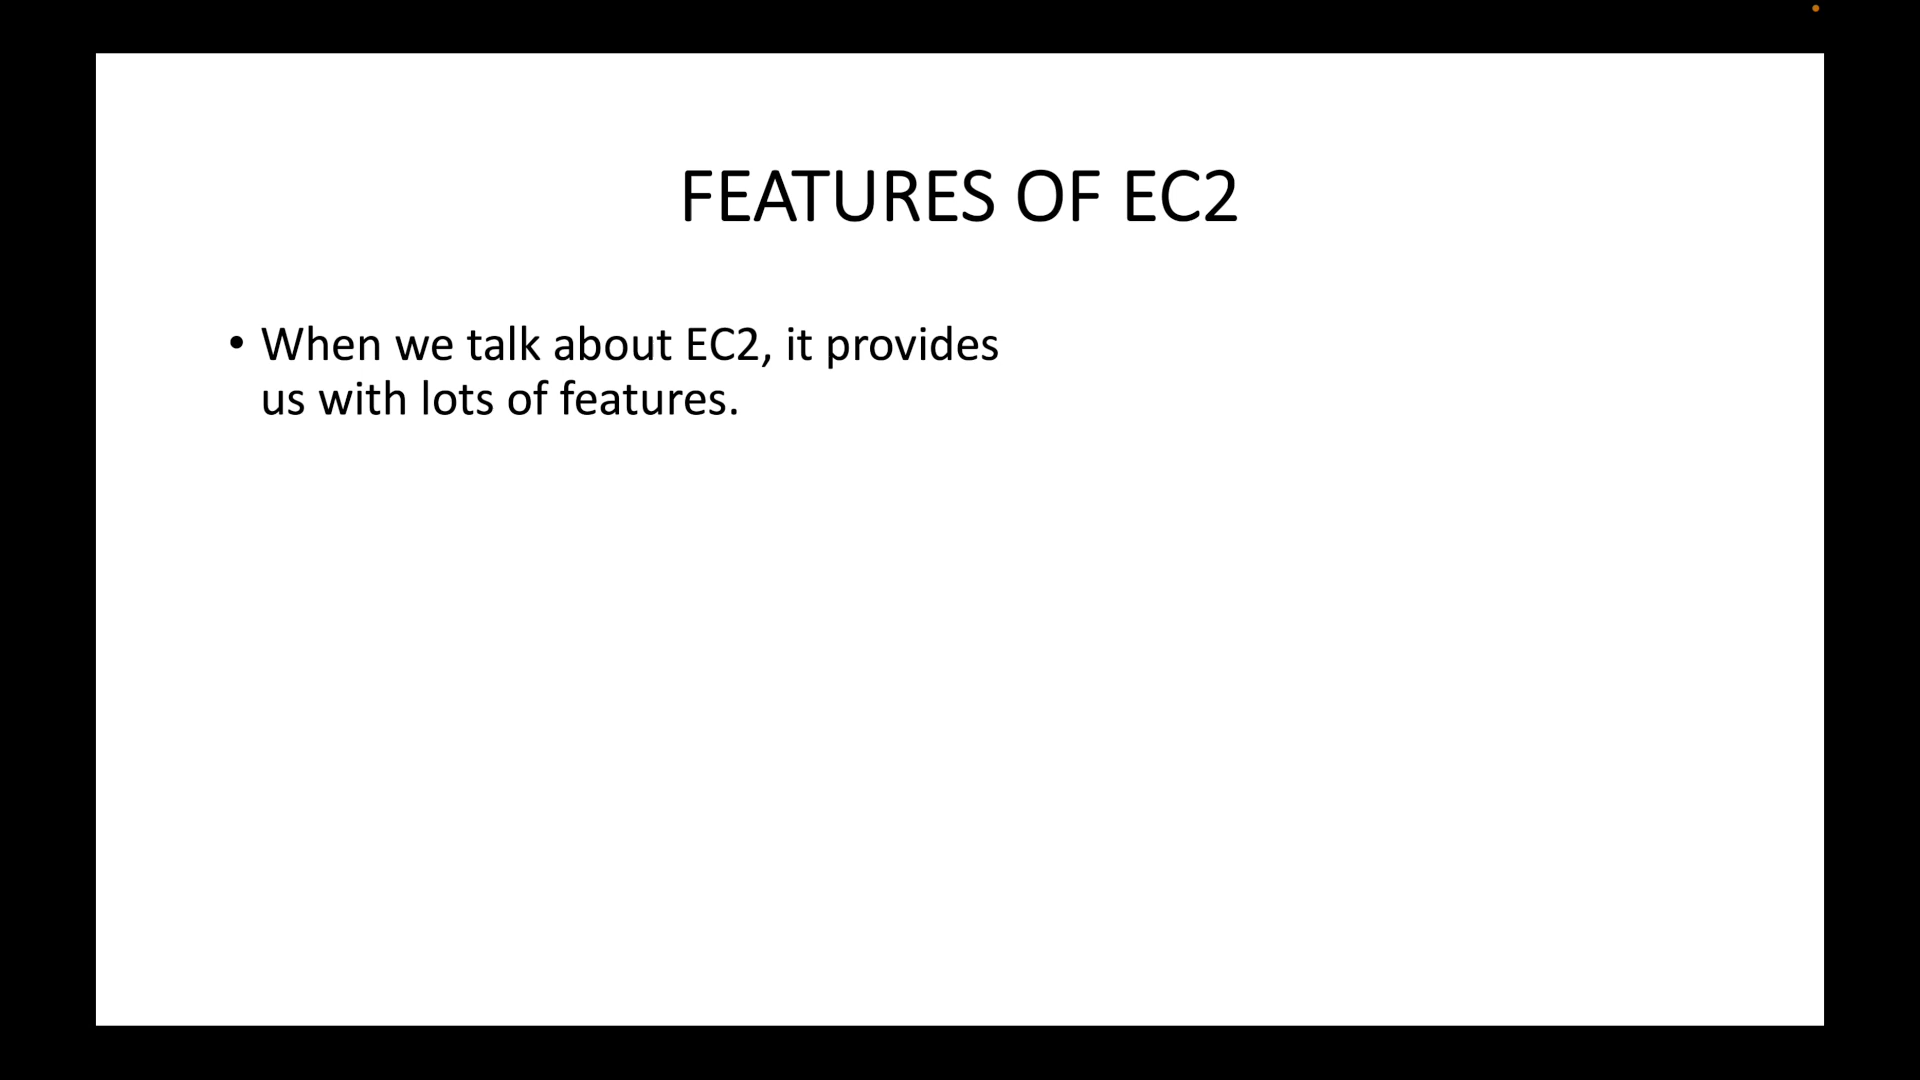 FEATURES OF EC2
• When we talk about EC2, it provides
us with lots of features.